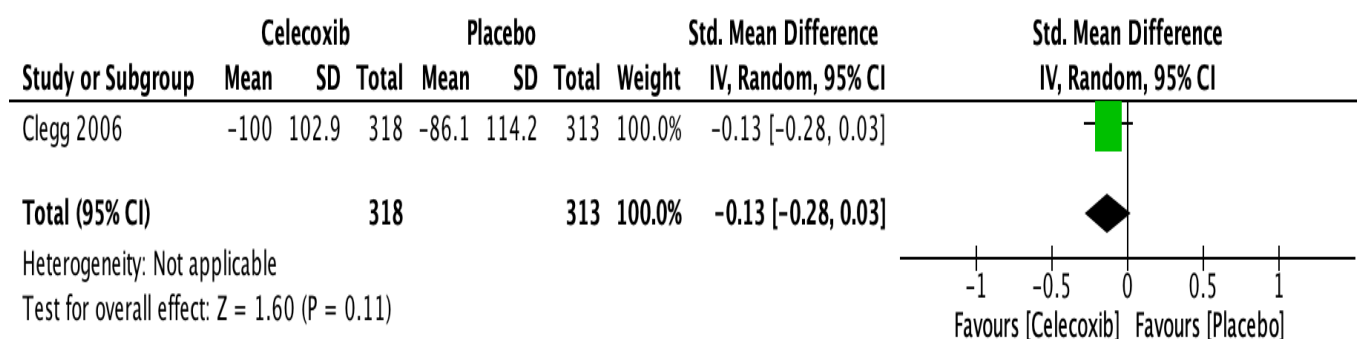 Celecoxib Placebo Std. Mean Difference Std. Mean Difference
Study or Subgroup Mean SD Total Mean SD Total Weight IV, Random, 95% CI IV, Random, 95% CI
Clegg 2006 -100 102.9 318 -86.1 114.2 313 100.0% -0.13 [-0.28, 0.03]
Total (95% CI) 318 313 100.0% -0.13 [-0.28, 0.03]
Heterogeneity: Not applicable
Test for overall effect: Z = 1.60 (P = 0.11)
-1 -0.5 0 0.5 1
Favours [Celecoxib] Favours [Placebo]